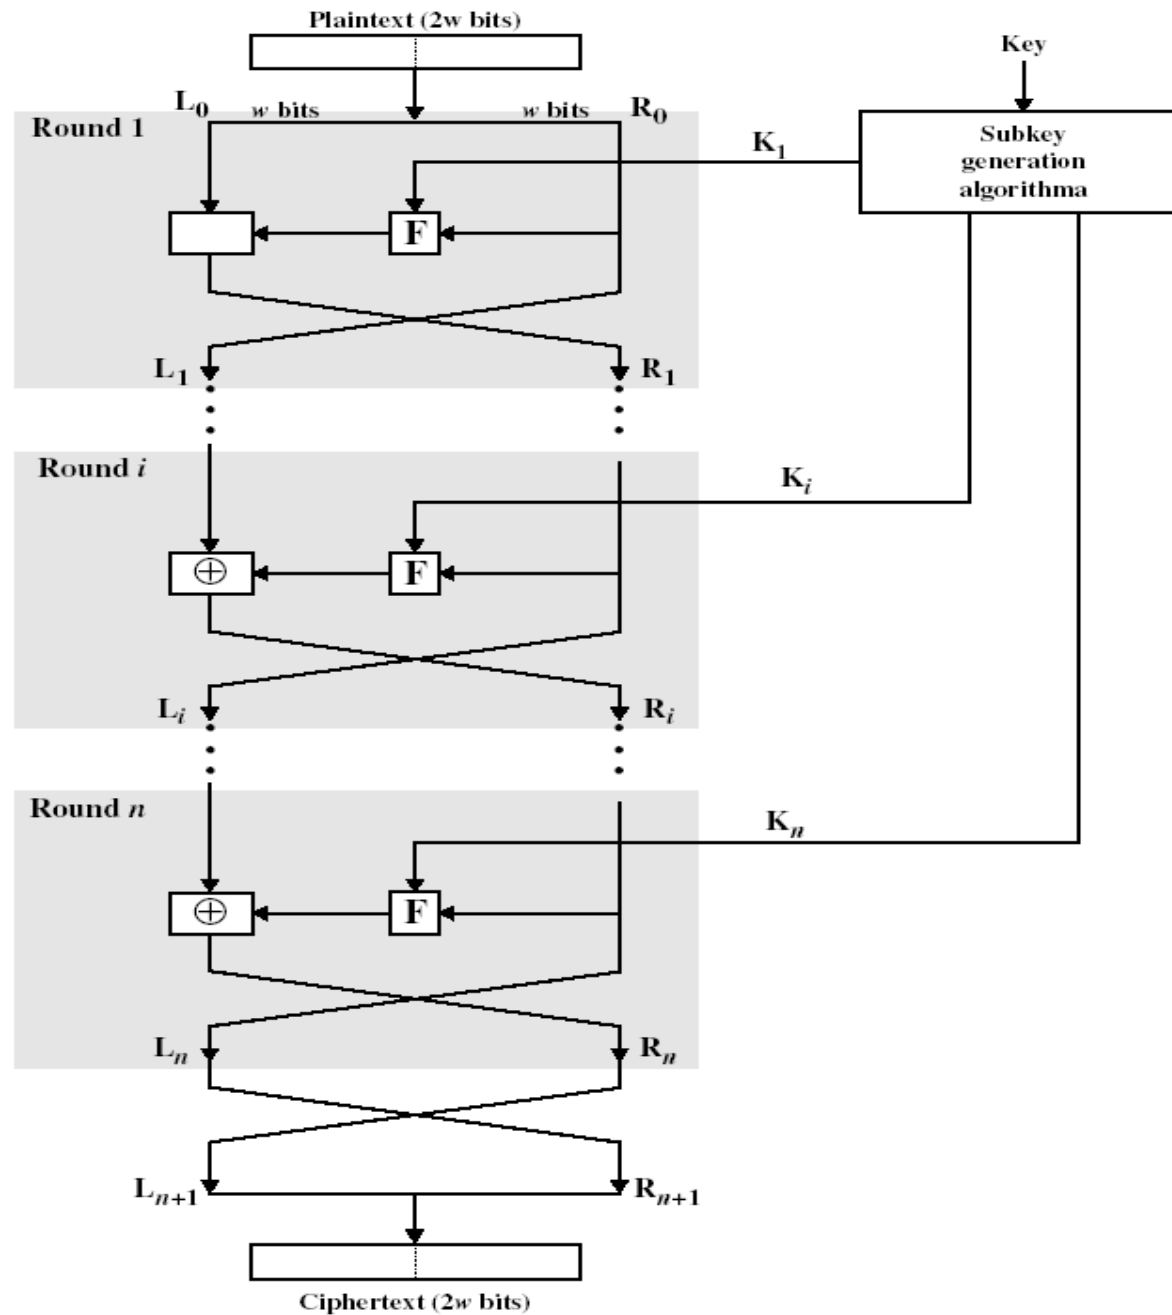 Plaintext (2w bits)
Key
L0 w bits w bits R0
Round 1
K1
Subkey
generation
algorithma
F
L1 R1
Round i
Ki
⊕ F
Li Ri
Round n
Kn
⊕ F
Ln Rn
Ln+1 Rn+1
Ciphertext (2w bits)